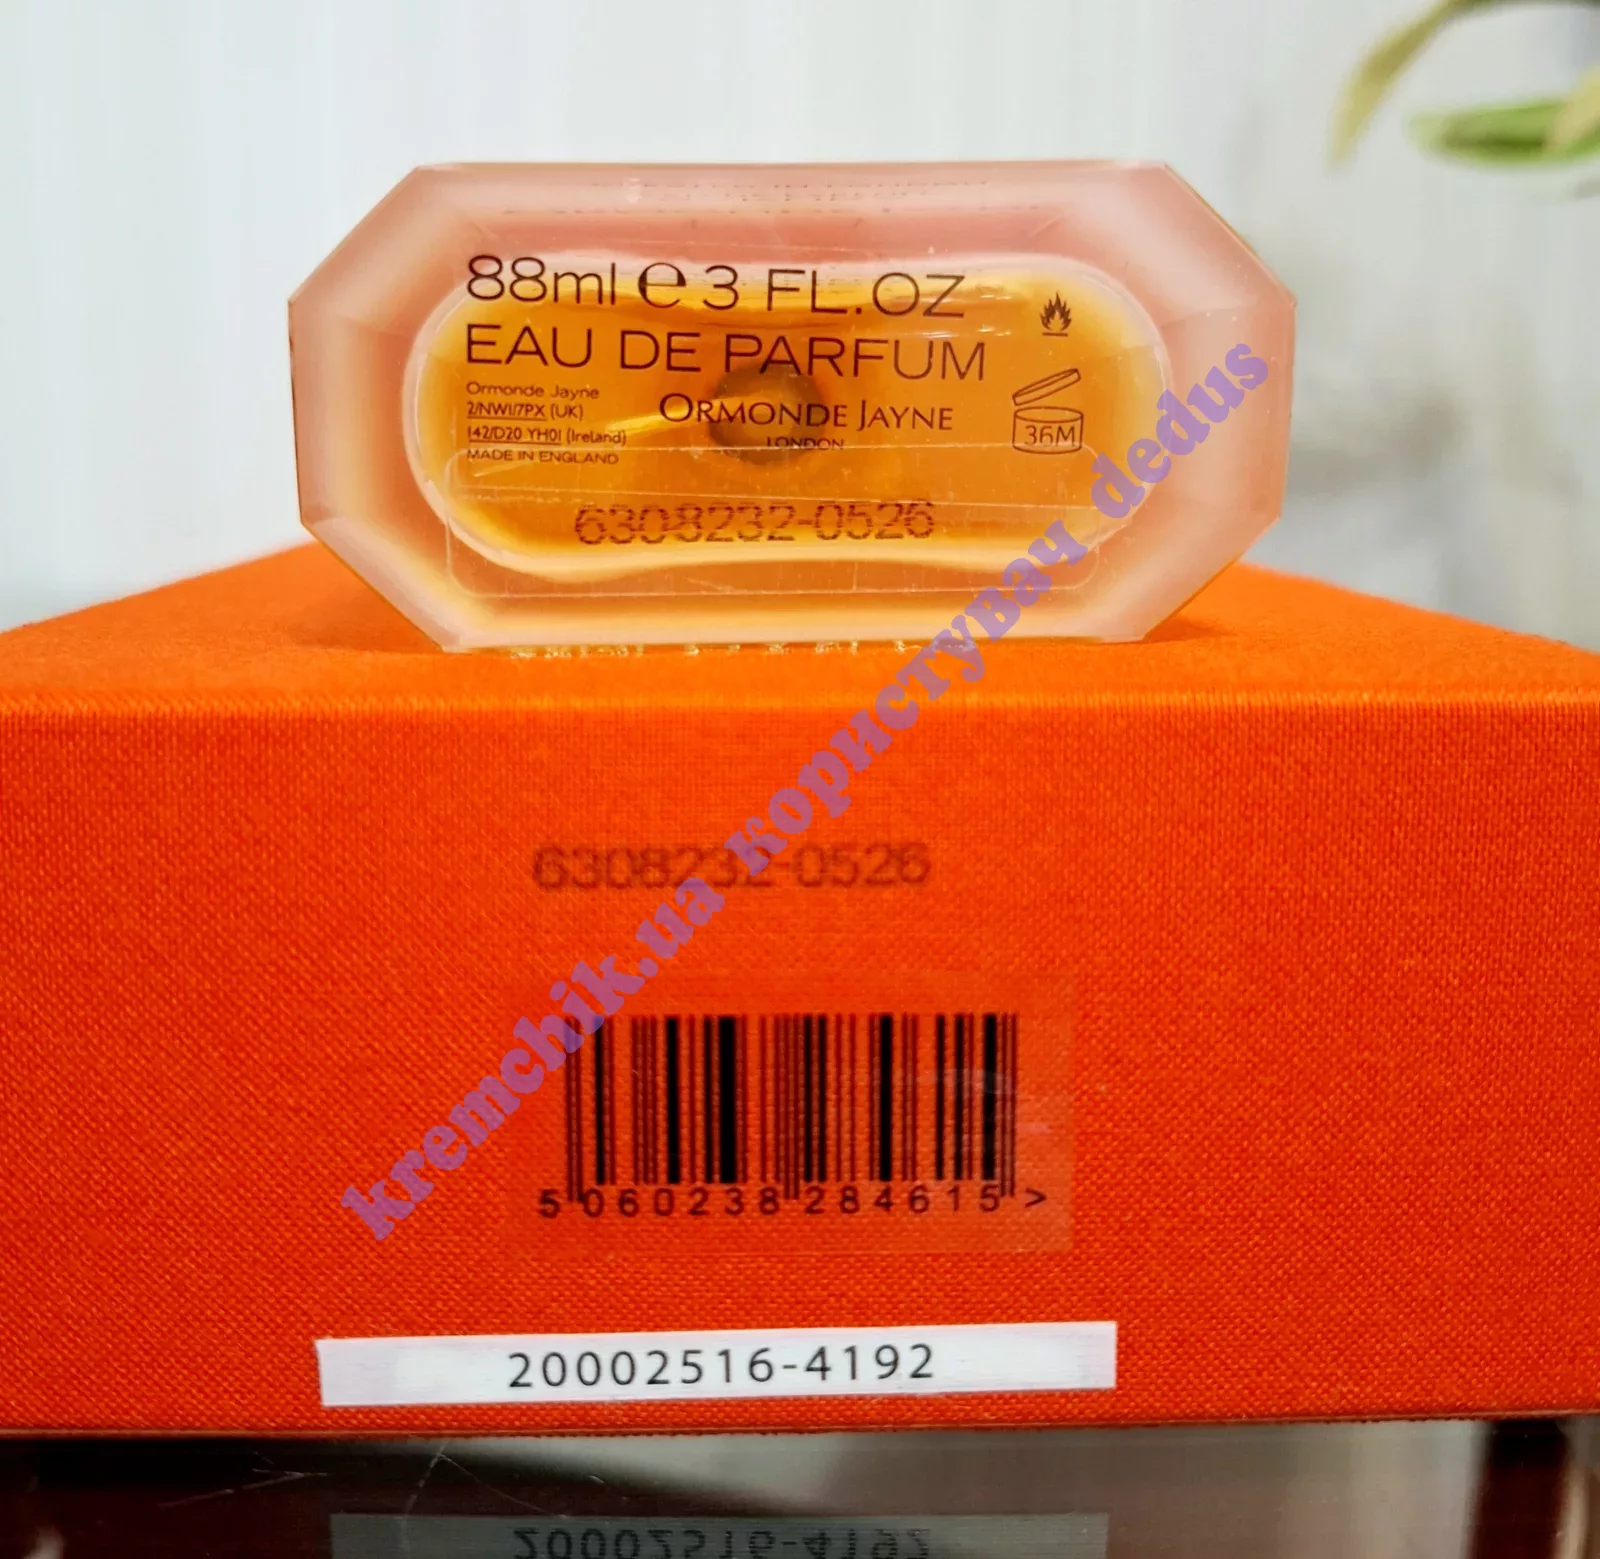 88ml ℮ 3 FL.OZ
EAU DE PARFUM
Ormonde Jayne
2/NW1/7PX (UK)
142/D20 YH01 (Ireland)
MADE IN ENGLAND
ORMONDE JAYNE
LONDON
36M
6308232-0526
6308232-0526
5 060238 284615 >
20002516-4192
kremchik.ua користувач dedus